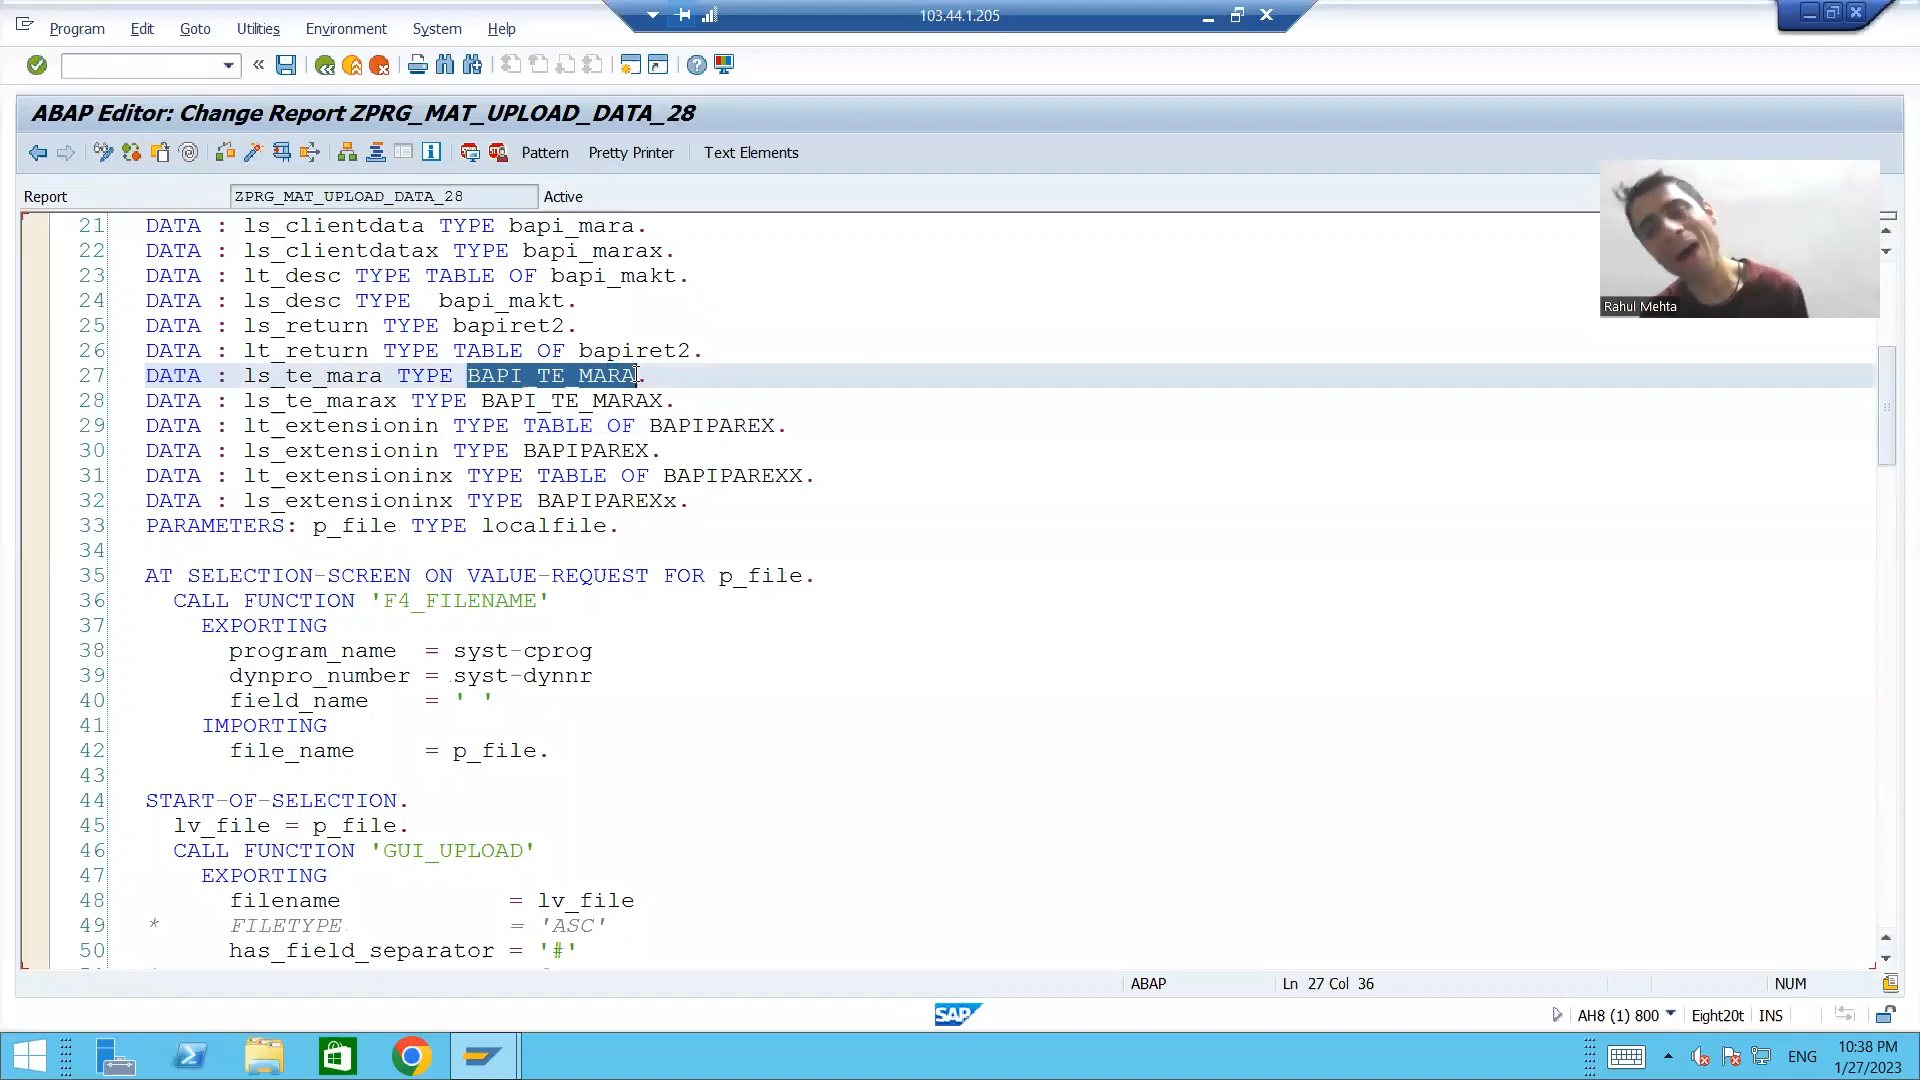 103.44.1.205
Program Edit Goto Utilities Environment System Help
ABAP Editor: Change Report ZPRG_MAT_UPLOAD_DATA_28
Pattern Pretty Printer Text Elements
Report ZPRG_MAT_UPLOAD_DATA_28 Active
21 DATA : ls_clientdata TYPE bapi_mara.
22 DATA : ls_clientdatax TYPE bapi_marax.
23 DATA : lt_desc TYPE TABLE OF bapi_makt.
24 DATA : ls_desc TYPE bapi_makt.
25 DATA : ls_return TYPE bapiret2.
26 DATA : lt_return TYPE TABLE OF bapiret2.
27 DATA : ls_te_mara TYPE BAPI_TE_MARA.
28 DATA : ls_te_marax TYPE BAPI_TE_MARAX.
29 DATA : lt_extensionin TYPE TABLE OF BAPIPAREX.
30 DATA : ls_extensionin TYPE BAPIPAREX.
31 DATA : lt_extensioninx TYPE TABLE OF BAPIPAREXX.
32 DATA : ls_extensioninx TYPE BAPIPAREXx.
33 PARAMETERS: p_file TYPE localfile.
34
35 AT SELECTION-SCREEN ON VALUE-REQUEST FOR p_file.
36 CALL FUNCTION 'F4_FILENAME'
37 EXPORTING
38 program_name = syst-cprog
39 dynpro_number = syst-dynnr
40 field_name = ' '
41 IMPORTING
42 file_name = p_file.
43
44 START-OF-SELECTION.
45 lv_file = p_file.
46 CALL FUNCTION 'GUI_UPLOAD'
47 EXPORTING
48 filename = lv_file
49 * FILETYPE = 'ASC'
50 has_field_separator = '#'
Rahul Mehta
ABAP Ln 27 Col 36 NUM
SAP AH8 (1) 800 Eight20t INS
ENG 10:38 PM
1/27/2023